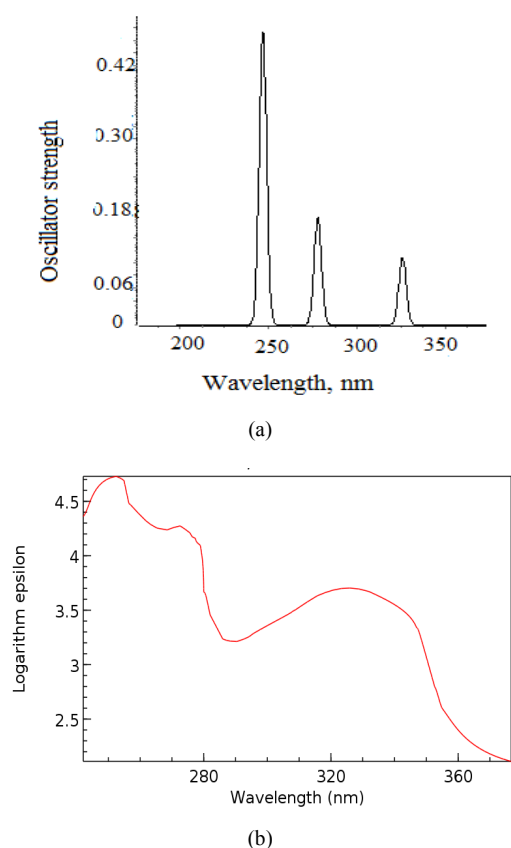 0.42
0.30
0.18
0.06
0
Oscillator strength
200 250 300 350
Wavelength, nm
(a)
4.5
4
3.5
3
2.5
Logarithm epsilon
280 320 360
Wavelength (nm)
(b)